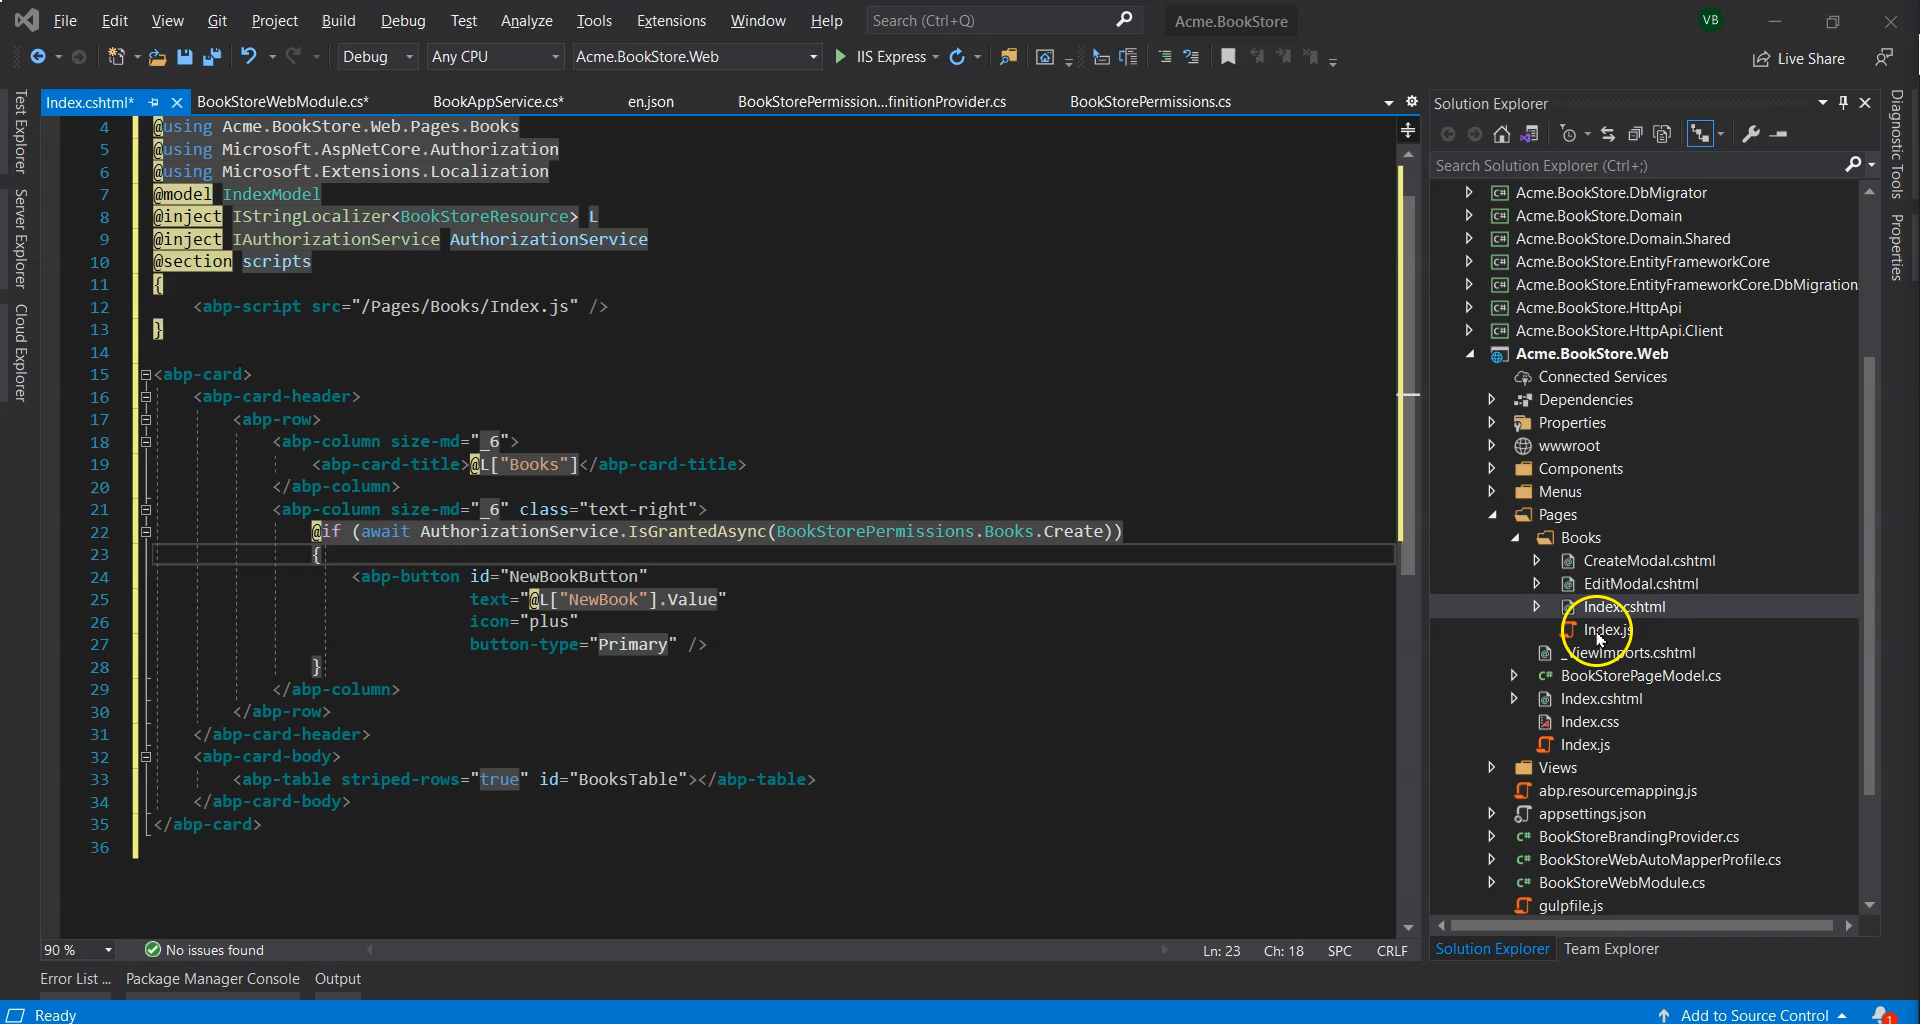 File Edit View Git Project Build Debug Test Analyze Tools Extensions Window Help Search (Ctrl+Q) Acme.BookStore VB
Debug Any CPU Acme.BookStore.Web IIS Express Live Share
Index.cshtml* BookStoreWebModule.cs* BookAppService.cs* en.json BookStorePermission...finitionProvider.cs BookStorePermissions.cs
Test Explorer
Server Explorer
Cloud Explorer
4 @using Acme.BookStore.Web.Pages.Books
5 @using Microsoft.AspNetCore.Authorization
6 @using Microsoft.Extensions.Localization
7 @model IndexModel
8 @inject IStringLocalizer<BookStoreResource> L
9 @inject IAuthorizationService AuthorizationService
10 @section scripts
11 {
12 <abp-script src="/Pages/Books/Index.js" />
13 }
14
15 <abp-card>
16 <abp-card-header>
17 <abp-row>
18 <abp-column size-md="_6">
19 <abp-card-title>@L["Books"]</abp-card-title>
20 </abp-column>
21 <abp-column size-md="_6" class="text-right">
22 @if (await AuthorizationService.IsGrantedAsync(BookStorePermissions.Books.Create))
23 {
24 <abp-button id="NewBookButton"
25 text="@L["NewBook"].Value"
26 icon="plus"
27 button-type="Primary" />
28 }
29 </abp-column>
30 </abp-row>
31 </abp-card-header>
32 <abp-card-body>
33 <abp-table striped-rows="true" id="BooksTable"></abp-table>
34 </abp-card-body>
35 </abp-card>
36
90 % No issues found Ln: 23 Ch: 18 SPC CRLF
Error List ... Package Manager Console Output
Solution Explorer
Search Solution Explorer (Ctrl+;)
Acme.BookStore.DbMigrator
Acme.BookStore.Domain
Acme.BookStore.Domain.Shared
Acme.BookStore.EntityFrameworkCore
Acme.BookStore.EntityFrameworkCore.DbMigration
Acme.BookStore.HttpApi
Acme.BookStore.HttpApi.Client
Acme.BookStore.Web
Connected Services
Dependencies
Properties
wwwroot
Components
Menus
Pages
Books
CreateModal.cshtml
EditModal.cshtml
Index.cshtml
Index.js
_ViewImports.cshtml
BookStorePageModel.cs
Index.cshtml
Index.css
Index.js
Views
abp.resourcemapping.js
appsettings.json
BookStoreBrandingProvider.cs
BookStoreWebAutoMapperProfile.cs
BookStoreWebModule.cs
gulpfile.js
Solution Explorer Team Explorer
Diagnostic Tools
Properties
Ready Add to Source Control 1